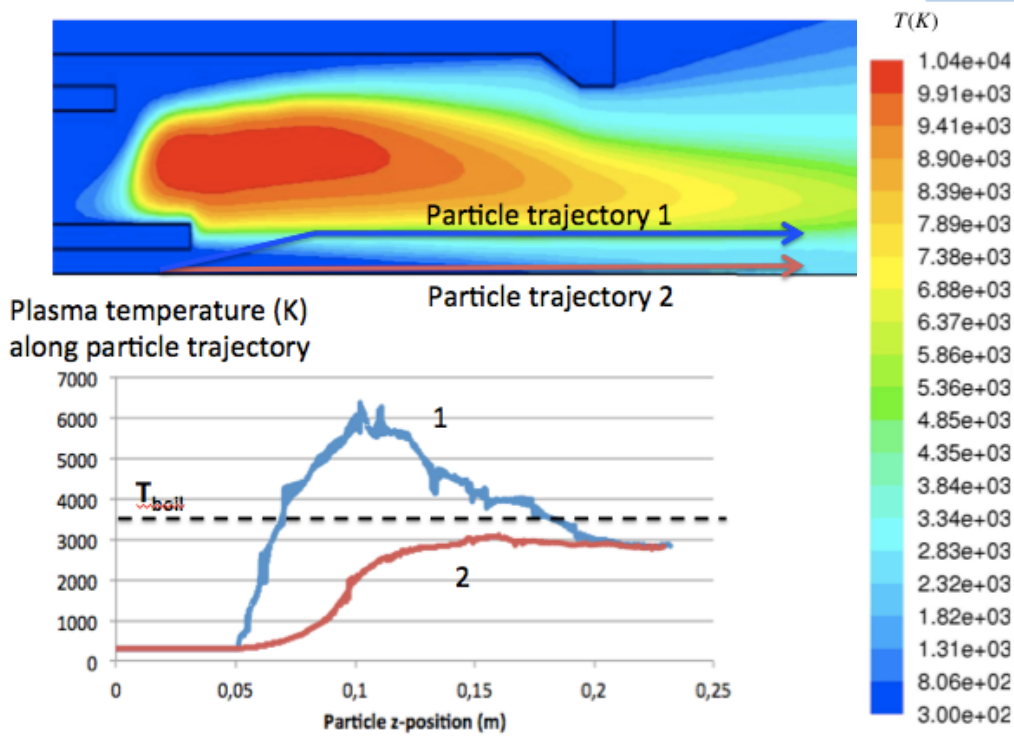 T(K)
1.04e+04
9.91e+03
9.41e+03
8.90e+03
8.39e+03
7.89e+03
7.38e+03
6.88e+03
6.37e+03
5.86e+03
5.36e+03
4.85e+03
4.35e+03
3.84e+03
3.34e+03
2.83e+03
2.32e+03
1.82e+03
1.31e+03
8.06e+02
3.00e+02
Particle trajectory 1
Particle trajectory 2
Plasma temperature (K)
along particle trajectory
7000
6000
5000
4000
3000
2000
1000
0
1
Tboil
2
0
0,05
0,1
0,15
0,2
0,25
Particle z-position (m)